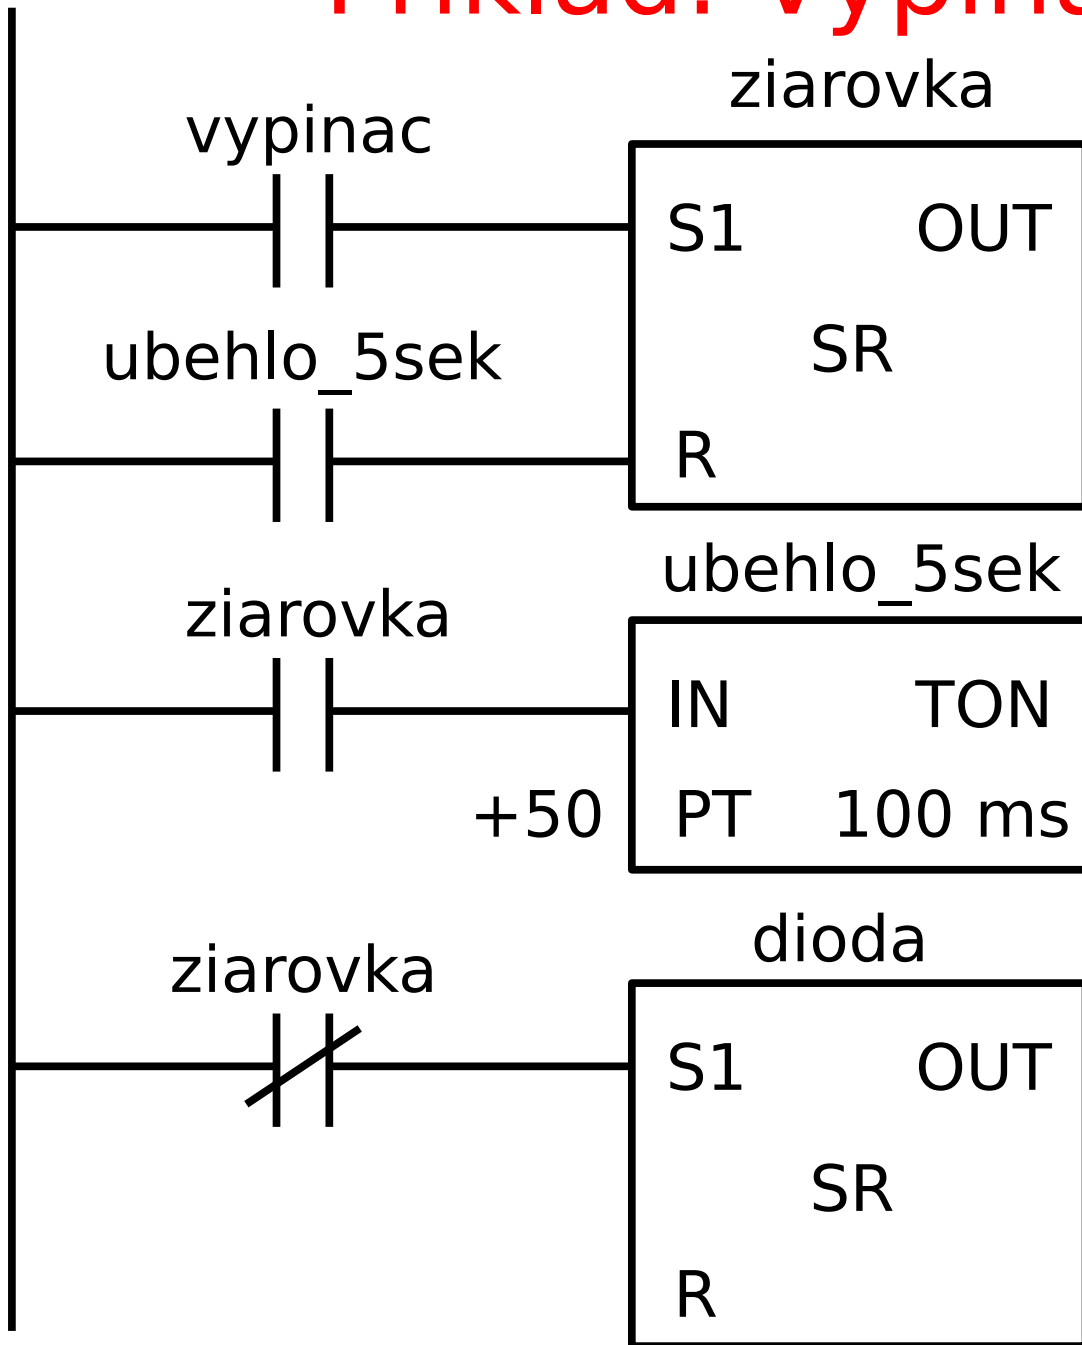 ziarovka
vypinac
S1 OUT
ubehlo_5sek
SR
R
ubehlo_5sek
ziarovka
IN TON
+50 PT 100 ms
dioda
ziarovka
S1 OUT
SR
R